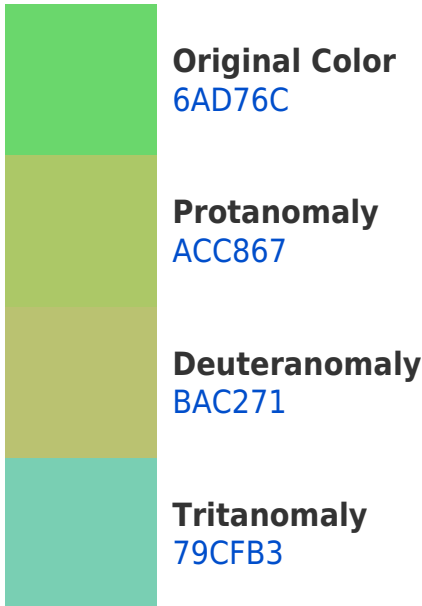 Original Color
6AD76C
Protanomaly
ACC867
Deuteranomaly
BAC271
Tritanomaly
79CFB3